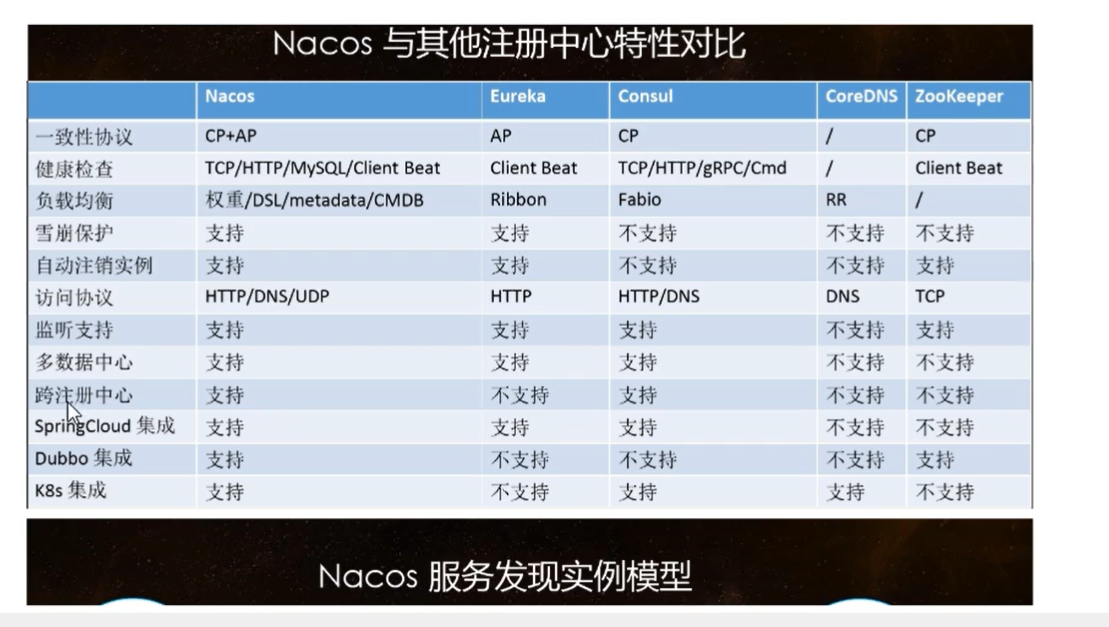 Nacos 与其他注册中心特性对比
Nacos Eureka Consul CoreDNS ZooKeeper
一致性协议 CP+AP AP CP / CP
健康检查 TCP/HTTP/MySQL/Client Beat Client Beat TCP/HTTP/gRPC/Cmd / Client Beat
负载均衡 权重/DSL/metadata/CMDB Ribbon Fabio RR /
雪崩保护 支持 支持 不支持 不支持 不支持
自动注销实例 支持 支持 不支持 不支持 支持
访问协议 HTTP/DNS/UDP HTTP HTTP/DNS DNS TCP
监听支持 支持 支持 支持 不支持 支持
多数据中心 支持 支持 支持 不支持 不支持
跨注册中心 支持 不支持 支持 不支持 不支持
SpringCloud 集成 支持 支持 支持 不支持 不支持
Dubbo 集成 支持 不支持 不支持 不支持 支持
K8s 集成 支持 不支持 支持 支持 不支持
Nacos 服务发现实例模型